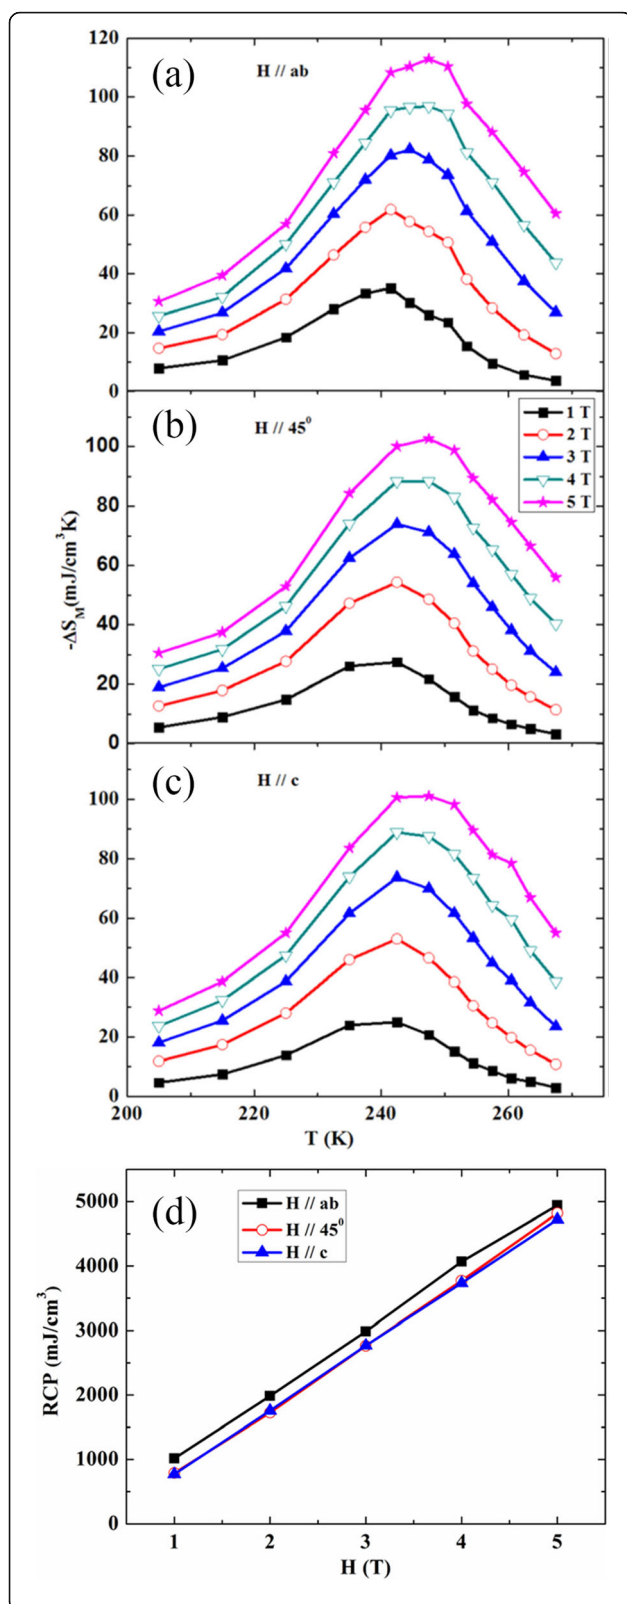 120
(a)
H // ab
100
80
60
40
20
0
(b)
H // 45⁰
1 T
2 T
3 T
4 T
5 T
100
80
60
40
20
0
-ΔS_M(mJ/cm³K)
(c)
H // c
100
80
60
40
20
0
200 220 240 260
T (K)
(d)
H // ab
H // 45⁰
H // c
5000
4000
3000
2000
1000
0
RCP (mJ/cm³)
1 2 3 4 5
H (T)